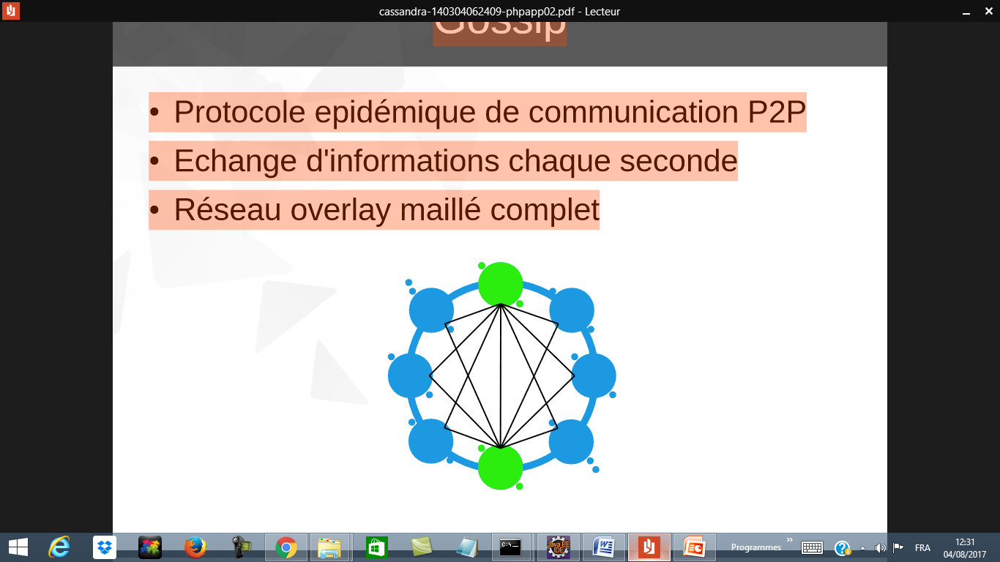 cassandra-140304062409-phpapp02.pdf - Lecteur
Gossip
• Protocole epidémique de communication P2P
• Echange d'informations chaque seconde
• Réseau overlay maillé complet
C:\_
Java EE
IDE
Programmes
FRA
12:31
04/08/2017